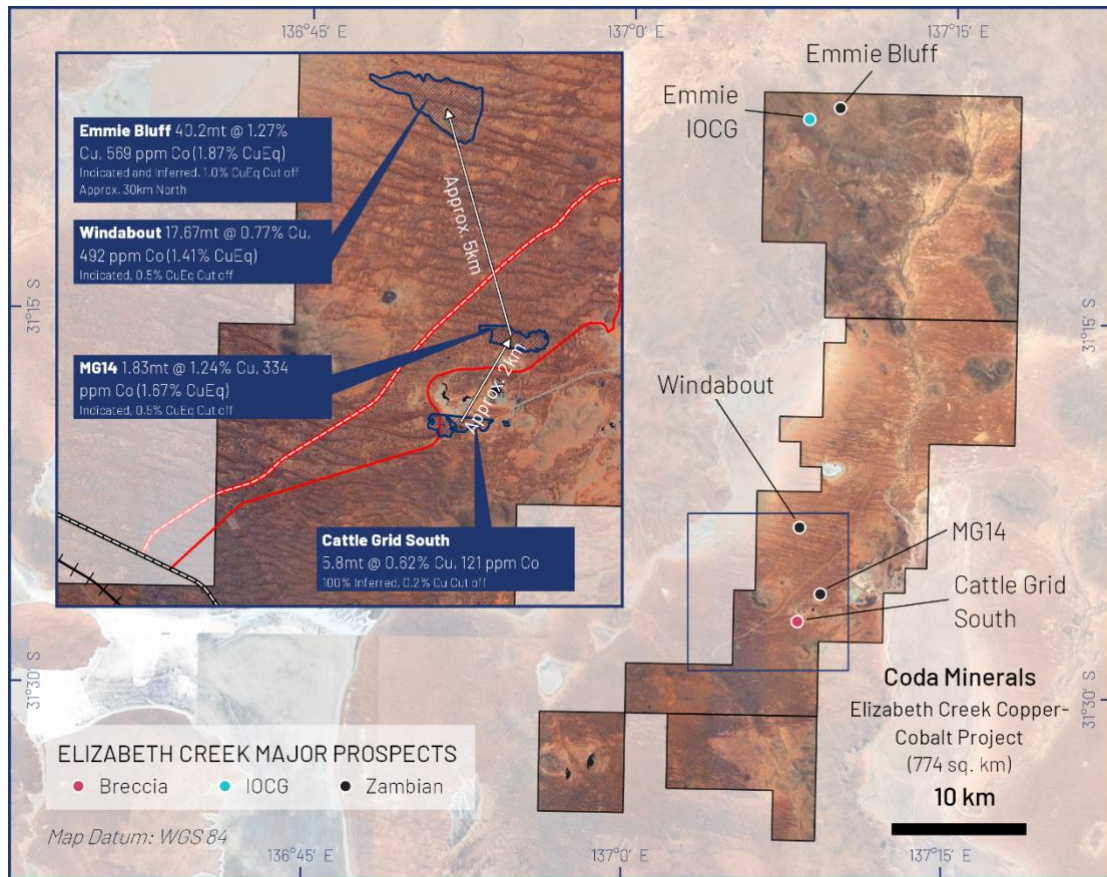 136°45' E
137°0' E
137°15' E
Emmie Bluff
Emmie
IOCG
Emmie Bluff 40.2mt @ 1.27%
Cu, 569 ppm Co (1.87% CuEq)
Indicated and Inferred, 1.0% CuEq Cut off
Approx. 30km North
Windabout 17.67mt @ 0.77% Cu,
492 ppm Co (1.41% CuEq)
Indicated, 0.5% CuEq Cut off
Approx. 5km
31°15' S
31°15' S
MG14 1.83mt @ 1.24% Cu, 334
ppm Co (1.67% CuEq)
Indicated, 0.5% CuEq Cut off
Approx. 2km
Windabout
MG14
Cattle Grid
South
Cattle Grid South
5.8mt @ 0.62% Cu, 121 ppm Co
100% Inferred, 0.2% Cu Cut off
31°30' S
31°30' S
Coda Minerals
Elizabeth Creek Copper-
Cobalt Project
(774 sq. km)
10 km
ELIZABETH CREEK MAJOR PROSPECTS
Breccia IOCG Zambian
Map Datum: WGS 84
136°45' E
137°0' E
137°15' E